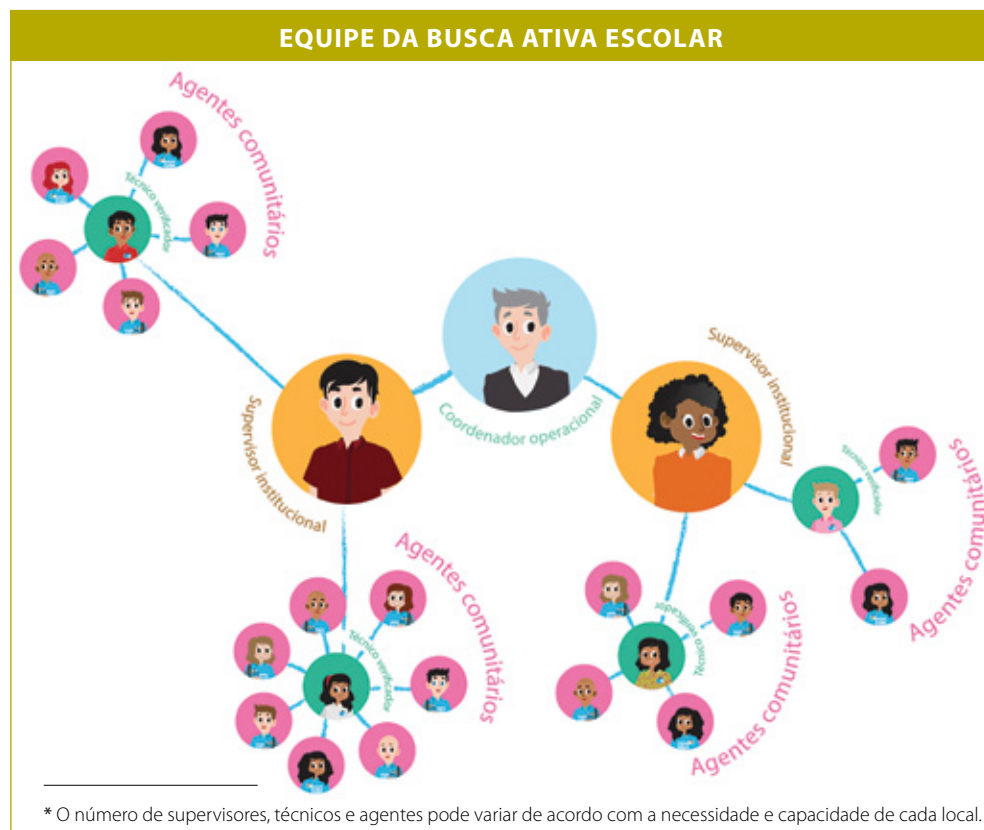 EQUIPE DA BUSCA ATIVA ESCOLAR
Agentes comunitários
Técnico verificador
Coordenador operacional
Supervisor institucional
Supervisor institucional
Técnico verificador
Agentes comunitários
Agentes comunitários
Técnico verificador
Técnico verificador
Agentes comunitários
* O número de supervisores, técnicos e agentes pode variar de acordo com a necessidade e capacidade de cada local.